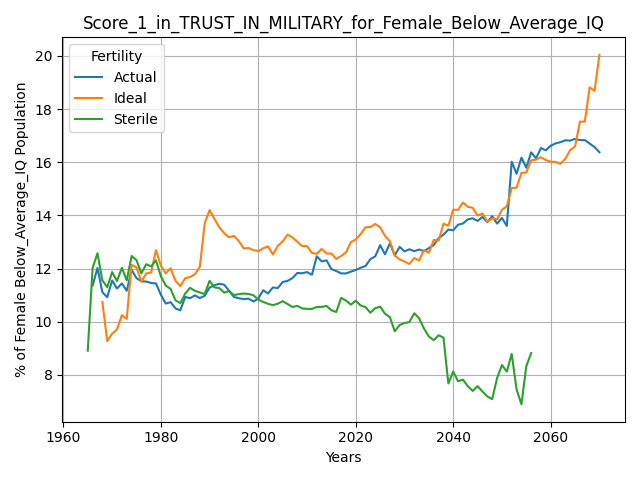 Score_1_in_TRUST_IN_MILITARY_for_Female_Below_Average_IQ
Fertility
Actual
Ideal
Sterile
% of Female Below_Average_IQ Population
20
18
16
14
12
10
8
1960
1980
2000
2020
2040
2060
Years